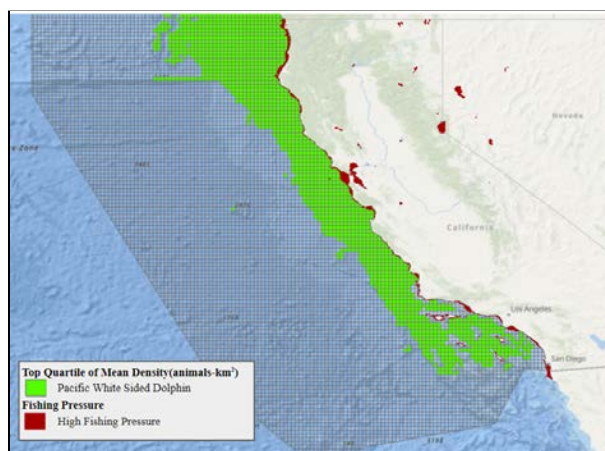 Nevada
California
Los Angeles
San Diego
Top Quartile of Mean Density(animals-km²)
Pacific White Sided Dolphin
Fishing Pressure
High Fishing Pressure